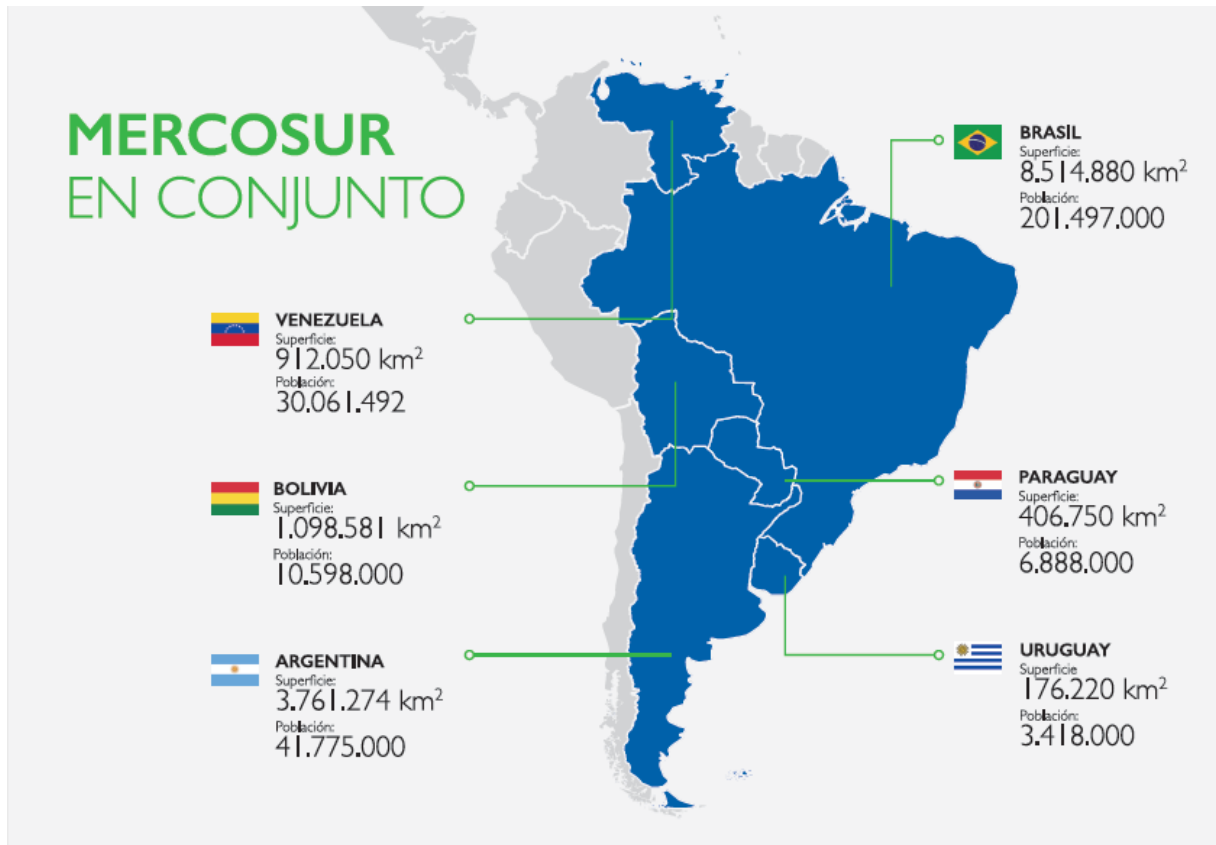 MERCOSUR
EN CONJUNTO
VENEZUELA
Superficie:
912.050 km²
Población:
30.061.492
BOLIVIA
Superficie:
1.098.581 km²
Población:
10.598.000
ARGENTINA
Superficie:
3.761.274 km²
Población:
41.775.000
BRASIL
Superficie:
8.514.880 km²
Población:
201.497.000
PARAGUAY
Superficie:
406.750 km²
Población:
6.888.000
URUGUAY
Superficie
176.220 km²
Población:
3.418.000